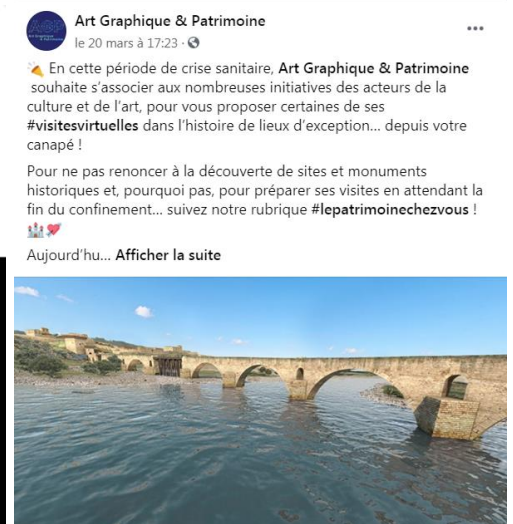 Art Graphique & Patrimoine
le 20 mars à 17:23 ·
En cette période de crise sanitaire, Art Graphique & Patrimoine
souhaite s'associer aux nombreuses initiatives des acteurs de la
culture et de l'art, pour vous proposer certaines de ses
#visitesvirtuelles dans l'histoire de lieux d'exception... depuis votre
canapé !
Pour ne pas renoncer à la découverte de sites et monuments
historiques et, pourquoi pas, pour préparer ses visites en attendant la
fin du confinement... suivez notre rubrique #lepatrimoinechezvous !
Aujourd'hu... Afficher la suite